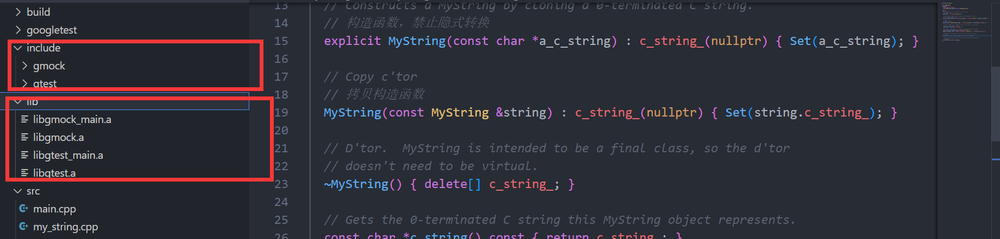 build
googletest
include
gmock
gtest
lib
libgmock_main.a
libgmock.a
libgtest_main.a
libgtest.a
src
main.cpp
my_string.cpp
13 // Constructs a MyString by cloning a 0-terminated C string.
14 // 构造函数，禁止隐式转换
15 explicit MyString(const char *a_c_string) : c_string_(nullptr) { Set(a_c_string); }
16
17 // Copy c'tor
18 // 拷贝构造函数
19 MyString(const MyString &string) : c_string_(nullptr) { Set(string.c_string_); }
20
21 // D'tor.  MyString is intended to be a final class, so the d'tor
22 // doesn't need to be virtual.
23 ~MyString() { delete[] c_string_; }
24
25 // Gets the 0-terminated C string this MyString object represents.
26 const char *c_string() const { return c_string_; }